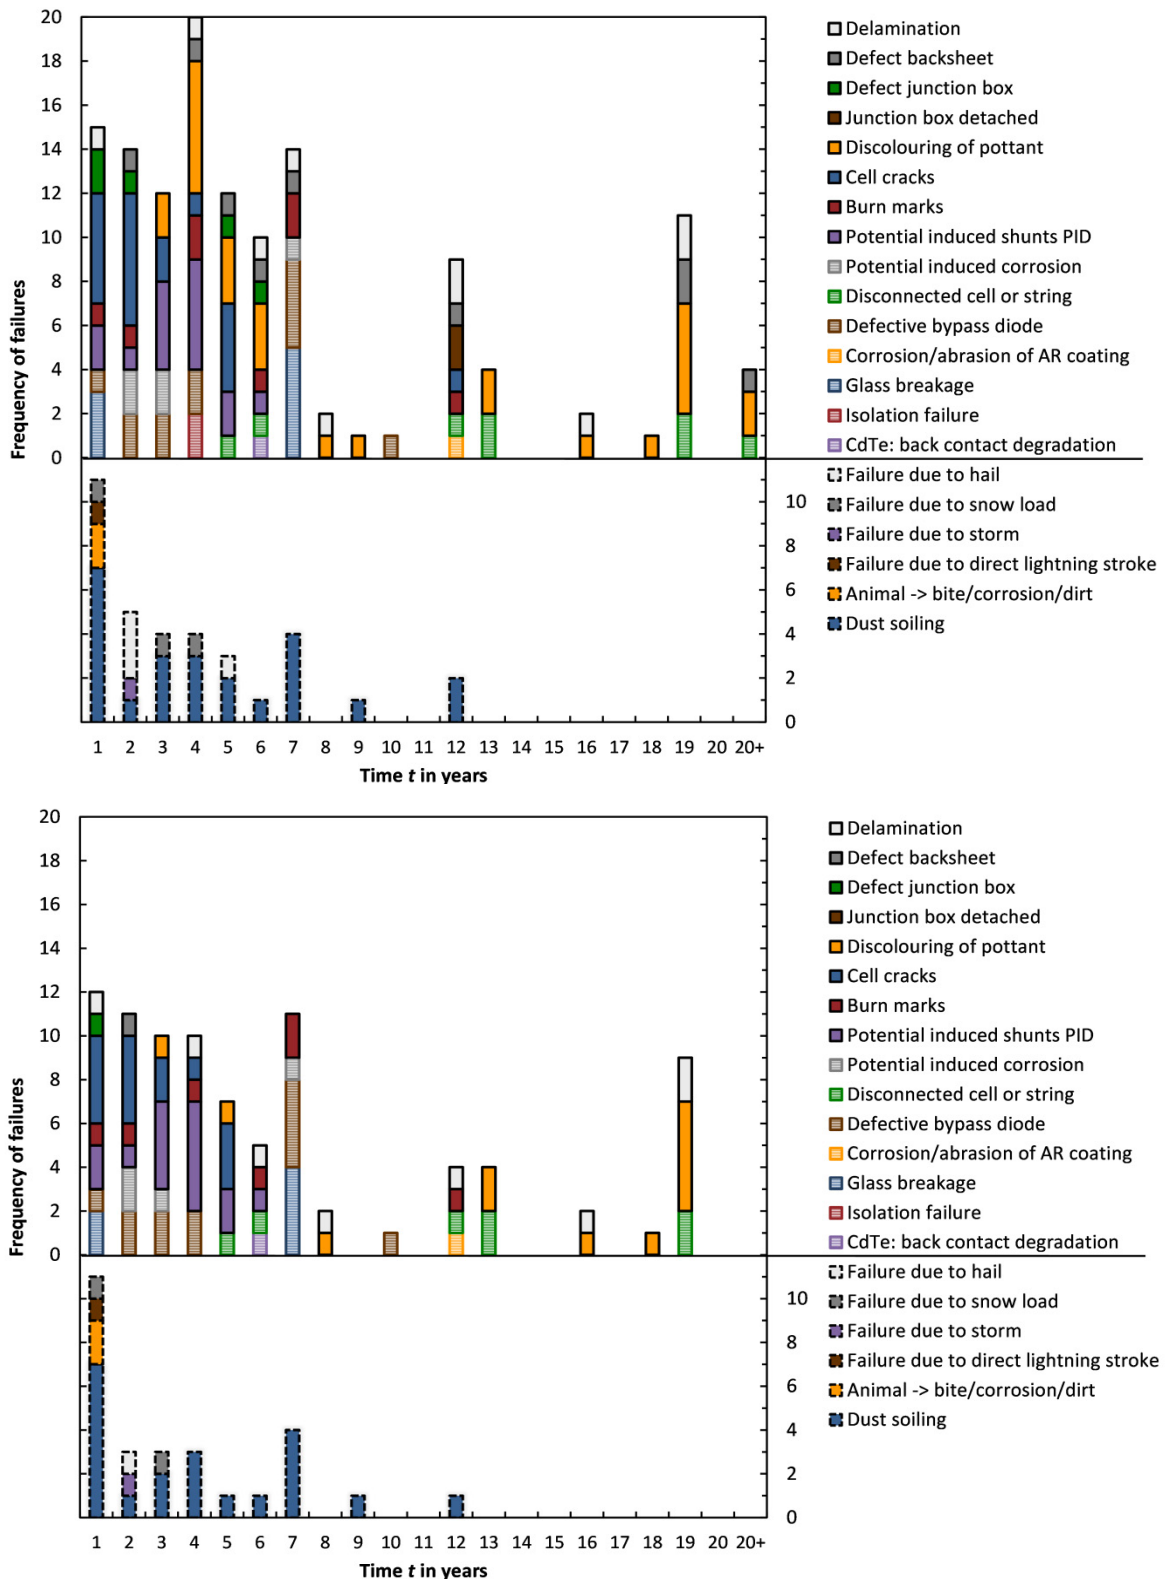 20
18
16
14
12
10
8
6
4
2
0
Frequency of failures
Delamination
Defect backsheet
Defect junction box
Junction box detached
Discolouring of pottant
Cell cracks
Burn marks
Potential induced shunts PID
Potential induced corrosion
Disconnected cell or string
Defective bypass diode
Corrosion/abrasion of AR coating
Glass breakage
Isolation failure
CdTe: back contact degradation
10
8
6
4
2
0
Failure due to hail
Failure due to snow load
Failure due to storm
Failure due to direct lightning stroke
Animal -> bite/corrosion/dirt
Dust soiling
1 2 3 4 5 6 7 8 9 10 11 12 13 14 15 16 17 18 19 20 20+
Time t in years
20
18
16
14
12
10
8
6
4
2
0
Frequency of failures
Delamination
Defect backsheet
Defect junction box
Junction box detached
Discolouring of pottant
Cell cracks
Burn marks
Potential induced shunts PID
Potential induced corrosion
Disconnected cell or string
Defective bypass diode
Corrosion/abrasion of AR coating
Glass breakage
Isolation failure
CdTe: back contact degradation
10
8
6
4
2
0
Failure due to hail
Failure due to snow load
Failure due to storm
Failure due to direct lightning stroke
Animal -> bite/corrosion/dirt
Dust soiling
1 2 3 4 5 6 7 8 9 10 11 12 13 14 15 16 17 18 19 20 20+
Time t in years